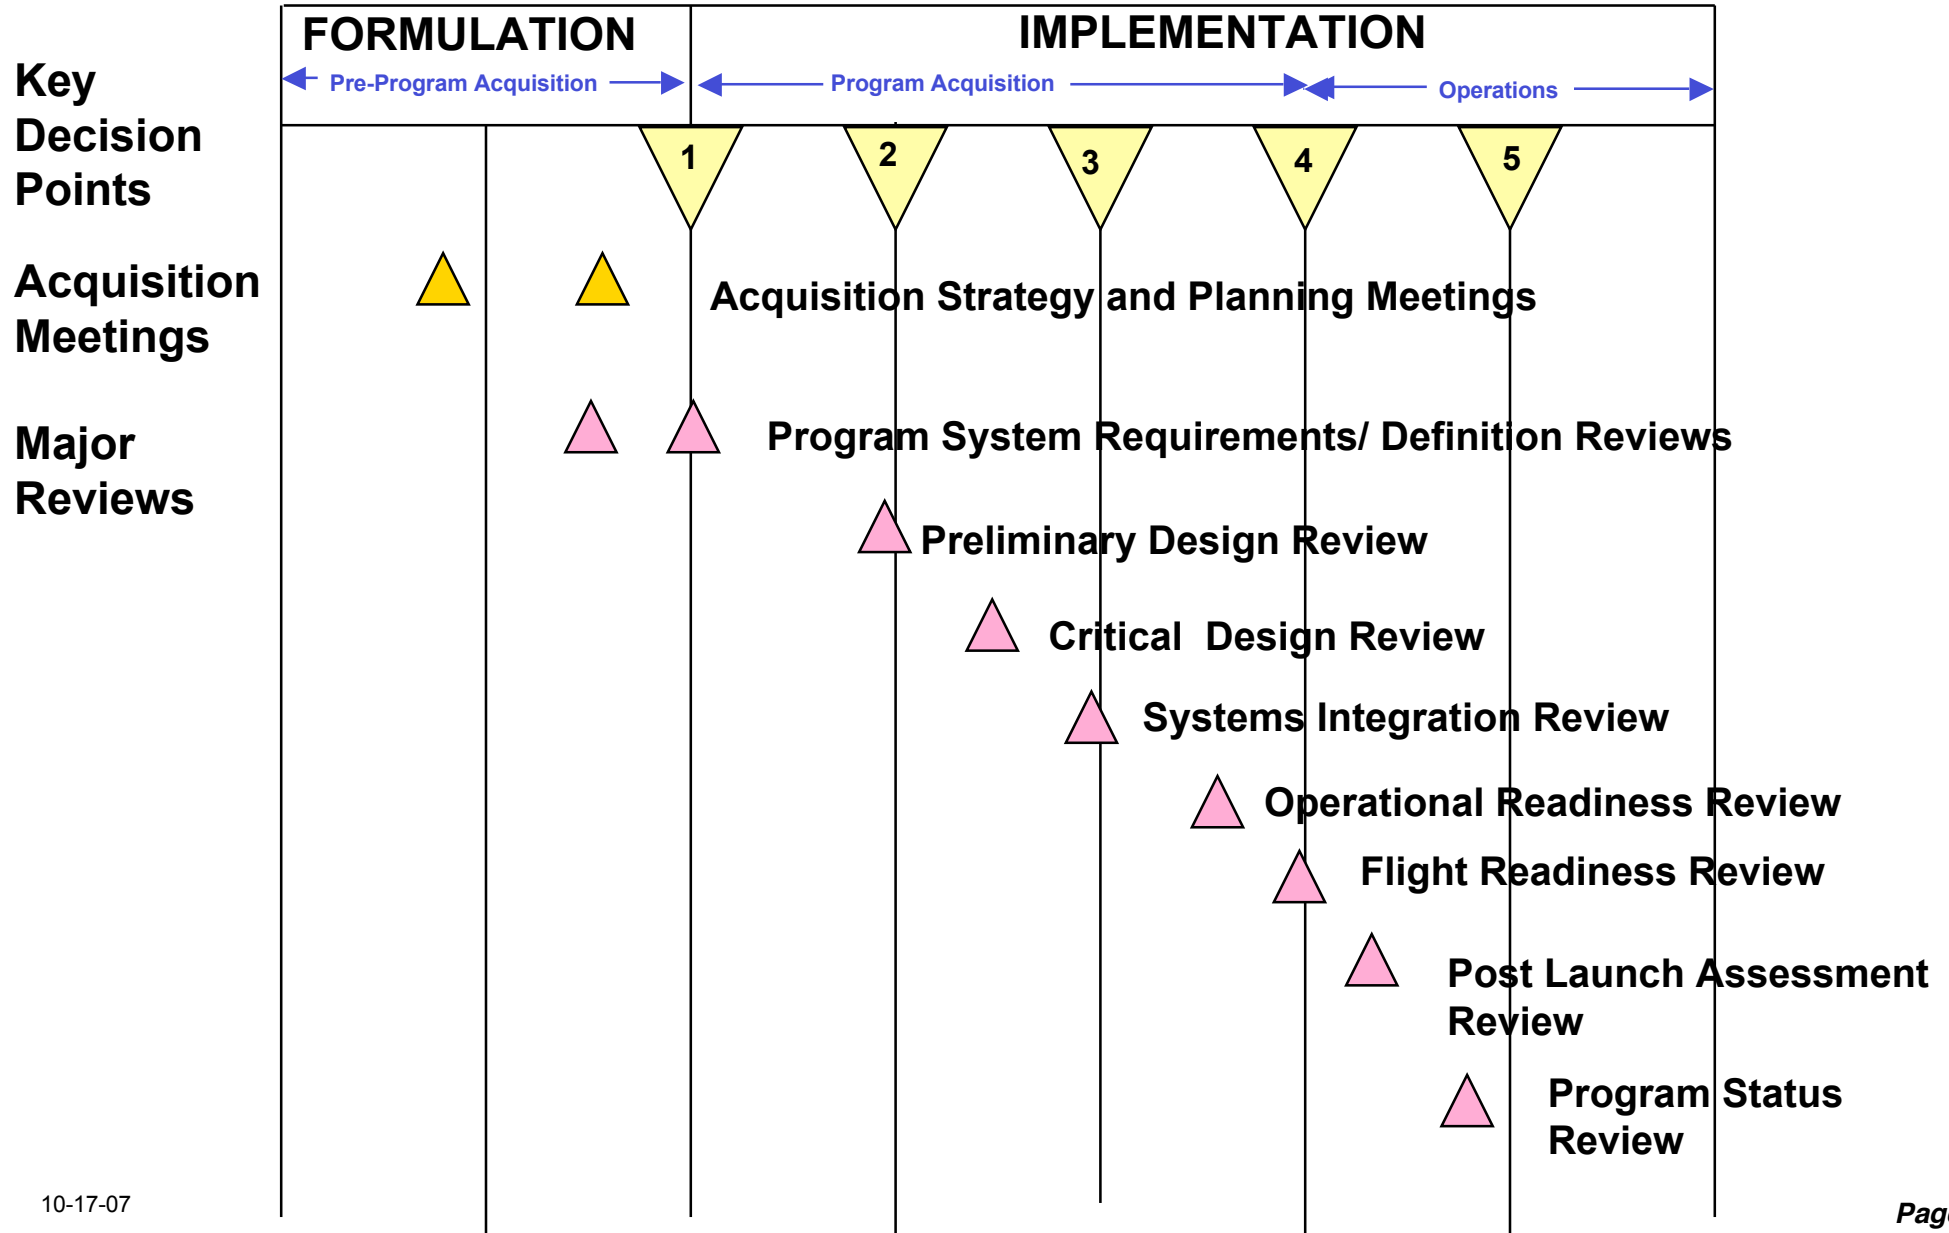 FORMULATION
IMPLEMENTATION
Pre-Program Acquisition
Program Acquisition
Operations
Key
Decision
Points
1
2
3
4
5
Acquisition
Meetings
Acquisition Strategy and Planning Meetings
Major
Reviews
Program System Requirements/ Definition Reviews
Preliminary Design Review
Critical  Design Review
Systems Integration Review
Operational Readiness Review
Flight Readiness Review
Post Launch Assessment
Review
Program Status
Review
10-17-07